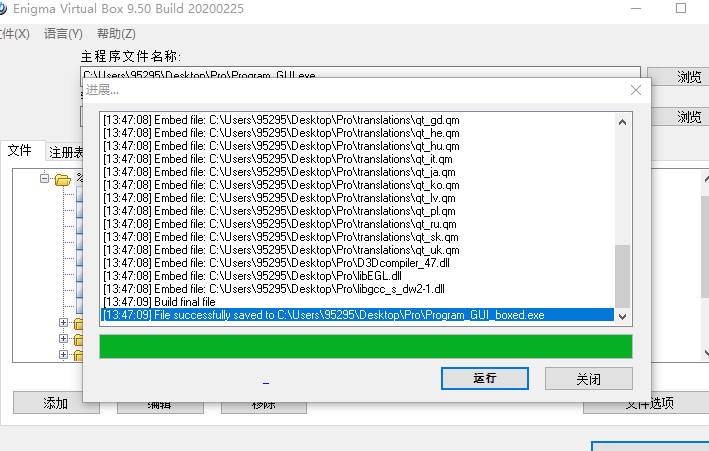 Enigma Virtual Box 9.50 Build 20200225
件(X) 语言(Y) 帮助(Z)
主程序文件名称:
C:\Users\95295\Desktop\Pro\Program_GUI.exe
浏览
进展...
浏览
文件
注册表
[13:47:08] Embed file: C:\Users\95295\Desktop\Pro\translations\qt_gd.qm
[13:47:08] Embed file: C:\Users\95295\Desktop\Pro\translations\qt_he.qm
[13:47:08] Embed file: C:\Users\95295\Desktop\Pro\translations\qt_hu.qm
[13:47:08] Embed file: C:\Users\95295\Desktop\Pro\translations\qt_it.qm
[13:47:08] Embed file: C:\Users\95295\Desktop\Pro\translations\qt_ja.qm
[13:47:08] Embed file: C:\Users\95295\Desktop\Pro\translations\qt_ko.qm
[13:47:08] Embed file: C:\Users\95295\Desktop\Pro\translations\qt_lv.qm
[13:47:08] Embed file: C:\Users\95295\Desktop\Pro\translations\qt_pl.qm
[13:47:08] Embed file: C:\Users\95295\Desktop\Pro\translations\qt_ru.qm
[13:47:08] Embed file: C:\Users\95295\Desktop\Pro\translations\qt_sk.qm
[13:47:08] Embed file: C:\Users\95295\Desktop\Pro\translations\qt_uk.qm
[13:47:08] Embed file: C:\Users\95295\Desktop\Pro\D3Dcompiler_47.dll
[13:47:08] Embed file: C:\Users\95295\Desktop\Pro\libEGL.dll
[13:47:08] Embed file: C:\Users\95295\Desktop\Pro\libgcc_s_dw2-1.dll
[13:47:09] Build final file
[13:47:09] File successfully saved to C:\Users\95295\Desktop\Pro\Program_GUI_boxed.exe
运行
关闭
添加
编辑
移除
文件选项